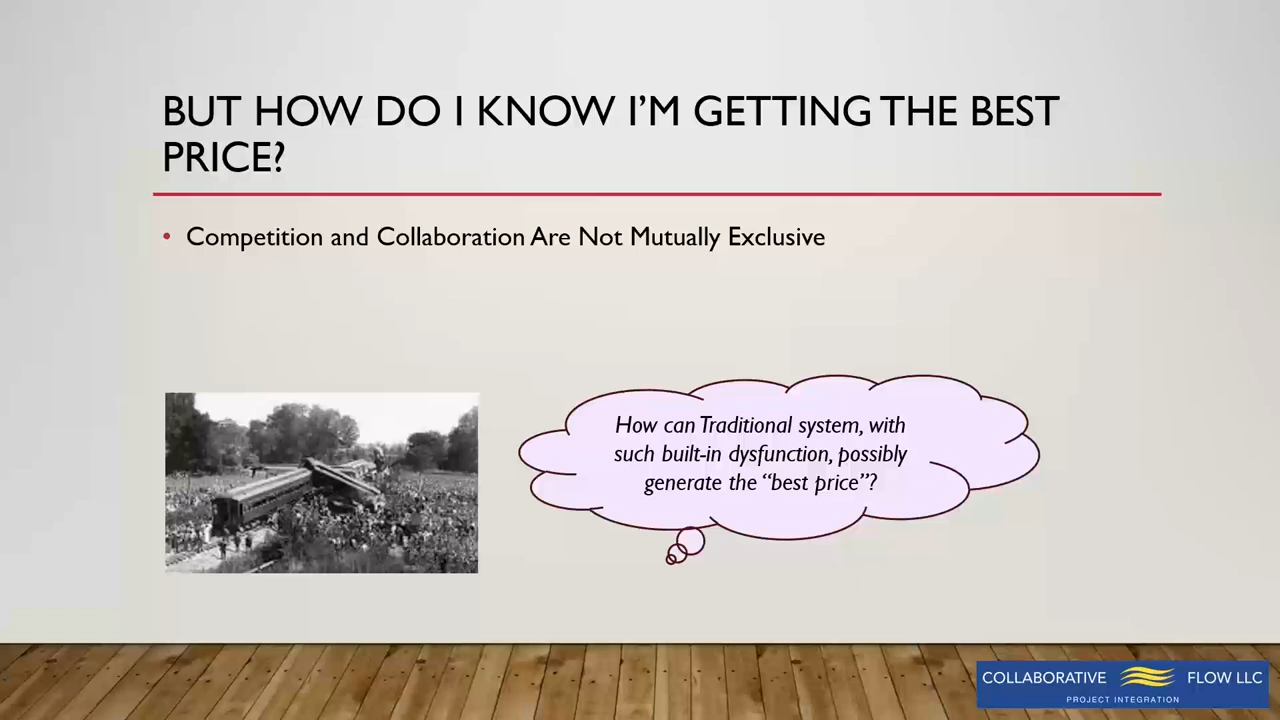 BUT HOW DO I KNOW I'M GETTING THE BEST
PRICE?
• Competition and Collaboration Are Not Mutually Exclusive
How can Traditional system, with
such built-in dysfunction, possibly
generate the “best price”?
COLLABORATIVE FLOW LLC
PROJECT INTEGRATION